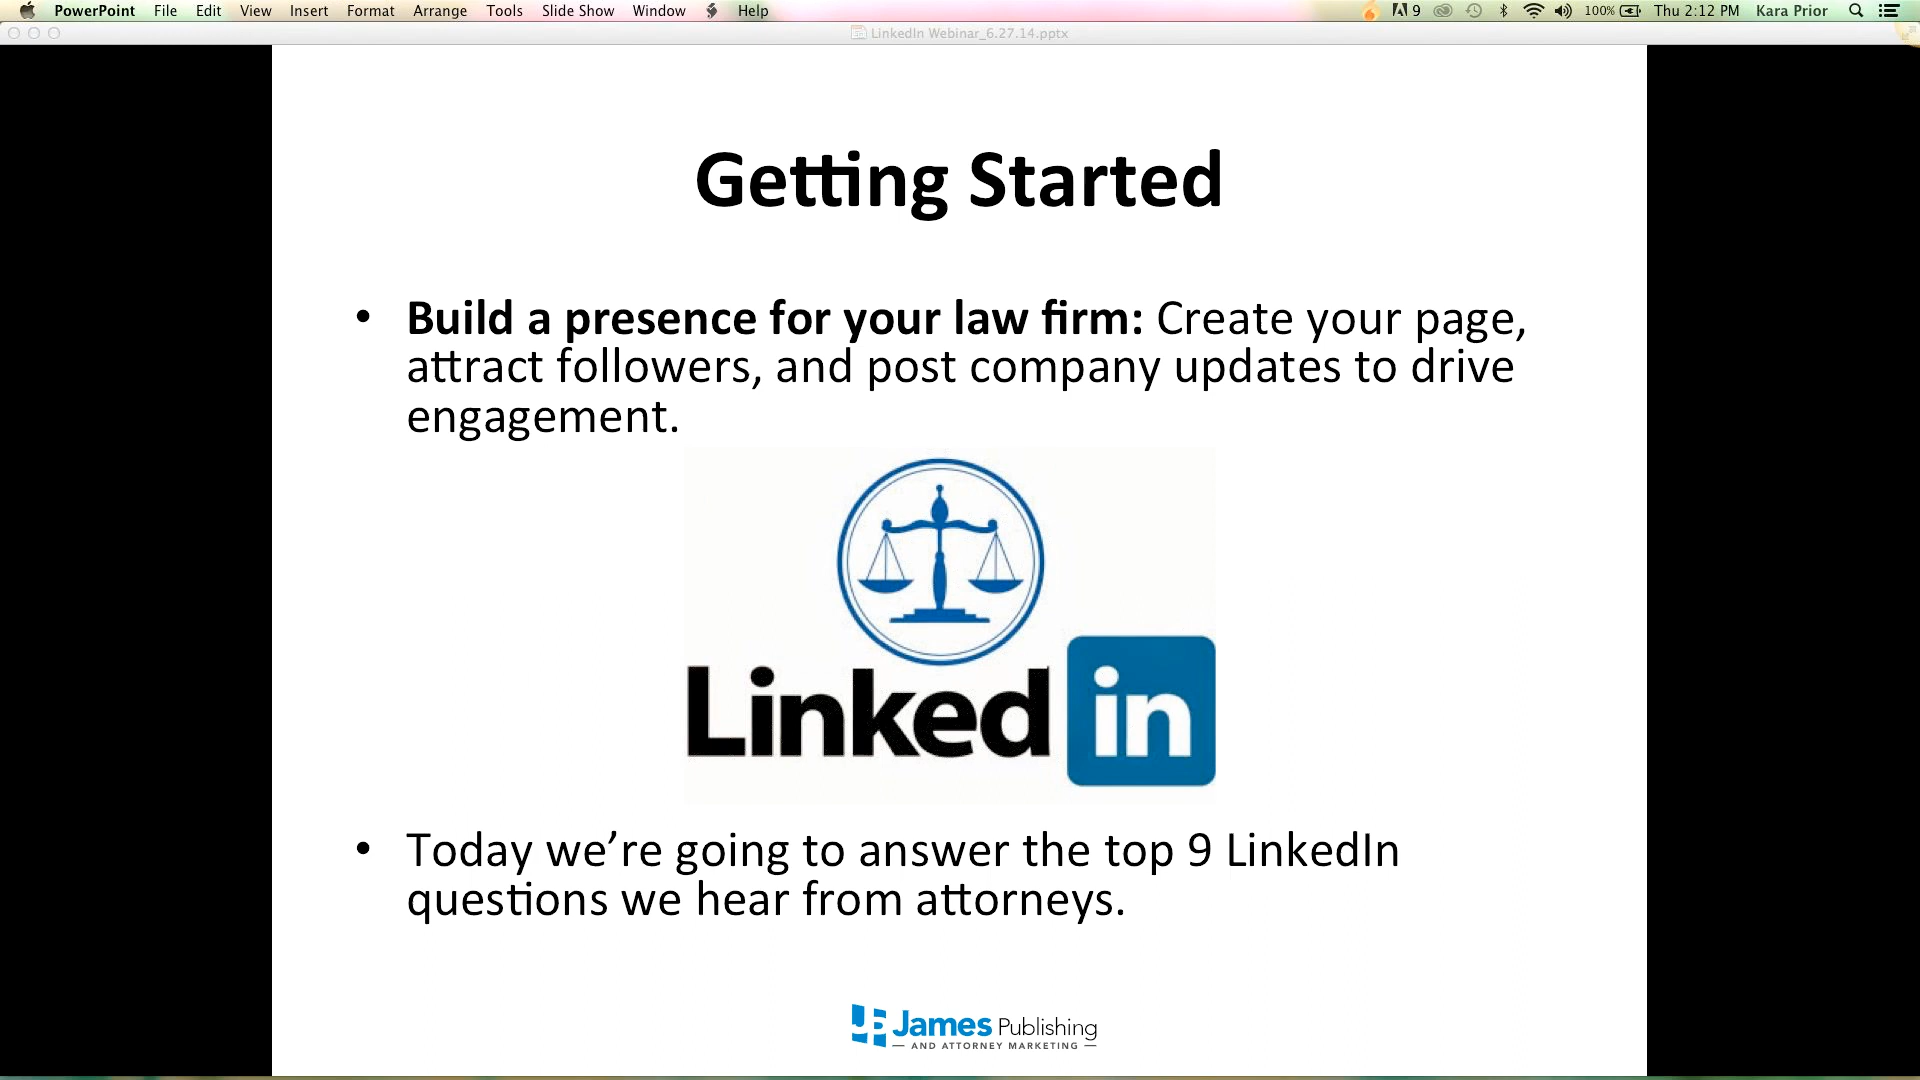 PowerPoint File Edit View Insert Format Arrange Tools Slide Show Window Help 9 100% Thu 2:12 PM Kara Prior
LinkedIn Webinar_6.27.14.pptx
Getting Started
• Build a presence for your law firm: Create your page,
attract followers, and post company updates to drive
engagement.
Linked in
• Today we’re going to answer the top 9 LinkedIn
questions we hear from attorneys.
James Publishing
— AND ATTORNEY MARKETING —